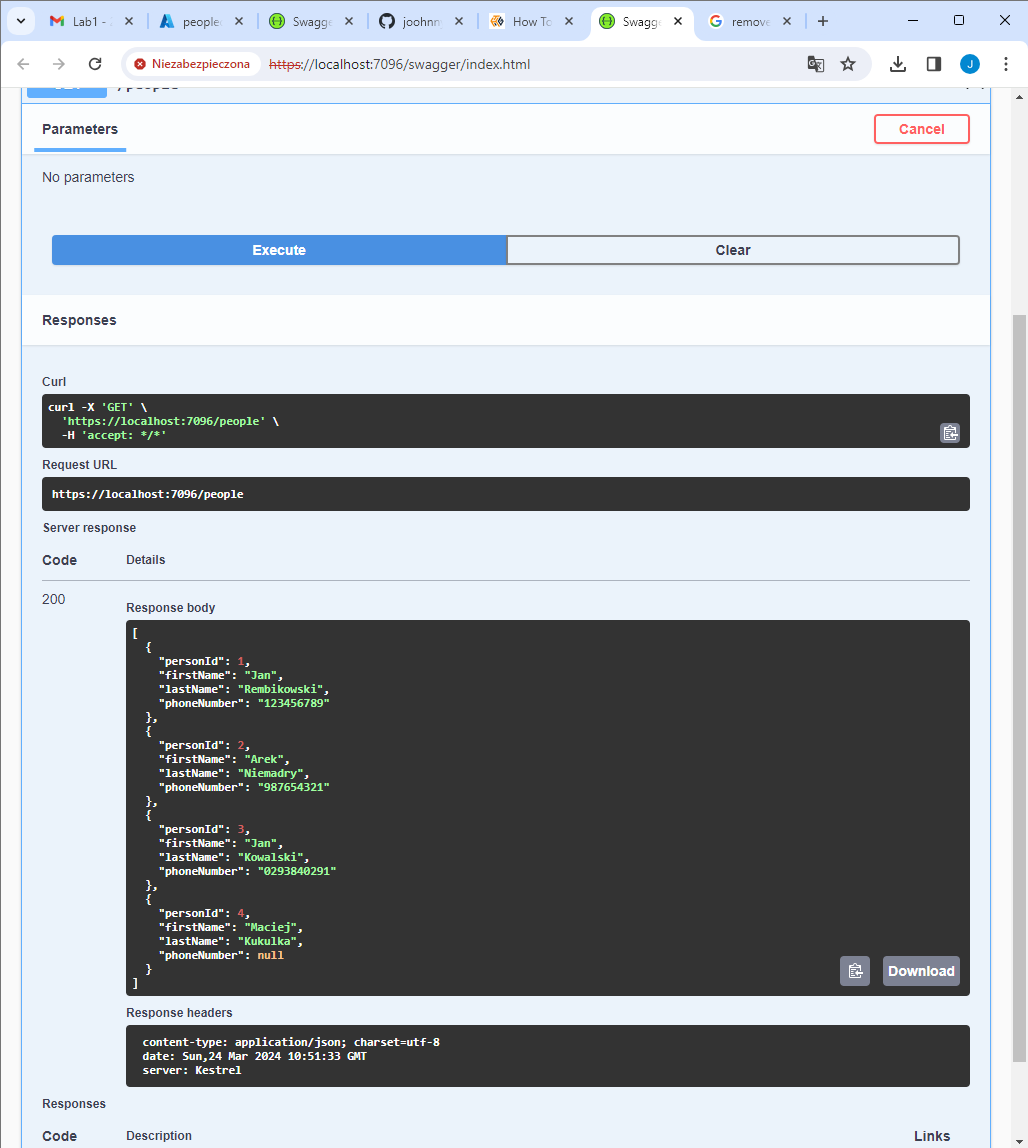 Lab1 -
people
Swagge
joohnn
How To
Swagge
remove
Niezabezpieczona
https://localhost:7096/swagger/index.html
J
Parameters
Cancel
No parameters
Execute
Clear
Responses
Curl
curl -X 'GET' \
'https://localhost:7096/people' \
-H 'accept: */*'
Request URL
https://localhost:7096/people
Server response
Code
Details
200
Response body
[
{
"personId": 1,
"firstName": "Jan",
"lastName": "Rembikowski",
"phoneNumber": "123456789"
},
{
"personId": 2,
"firstName": "Arek",
"lastName": "Niemadry",
"phoneNumber": "987654321"
},
{
"personId": 3,
"firstName": "Jan",
"lastName": "Kowalski",
"phoneNumber": "0293840291"
},
{
"personId": 4,
"firstName": "Maciej",
"lastName": "Kukulka",
"phoneNumber": null
}
]
Download
Response headers
content-type: application/json; charset=utf-8
date: Sun,24 Mar 2024 10:51:33 GMT
server: Kestrel
Responses
Code
Description
Links